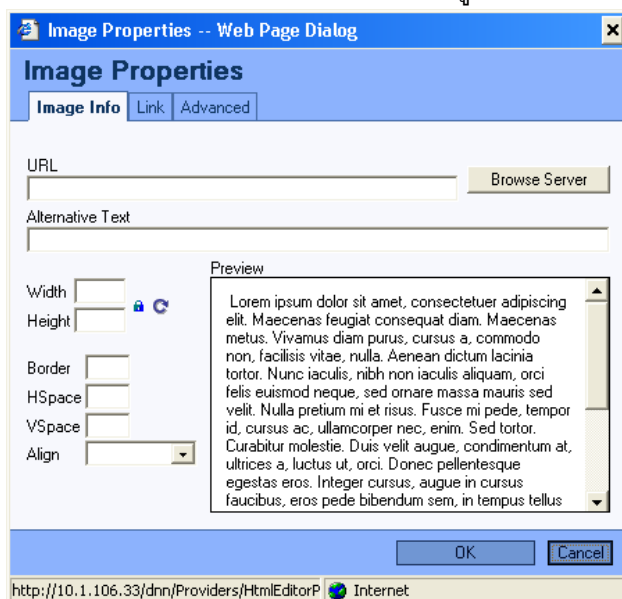 Image Properties -- Web Page Dialog
Image Properties
Image Info Link Advanced
URL
Browse Server
Alternative Text
Preview
Width
Height
Border
HSpace
VSpace
Align
Lorem ipsum dolor sit amet, consectetuer adipiscing
elit. Maecenas feugiat consequat diam. Maecenas
metus. Vivamus diam purus, cursus a, commodo
non, facilisis vitae, nulla. Aenean dictum lacinia
tortor. Nunc iaculis, nibh non iaculis aliquam, orci
felis euismod neque, sed ornare massa mauris sed
velit. Nulla pretium mi et risus. Fusce mi pede, tempor
id, cursus ac, ullamcorper nec, enim. Sed tortor.
Curabitur molestie. Duis velit augue, condimentum at,
ultrices a, luctus ut, orci. Donec pellentesque
egestas eros. Integer cursus, augue in cursus
faucibus, eros pede bibendum sem, in tempus tellus
OK Cancel
http://10.1.106.33/dnn/Providers/HtmlEditorP Internet